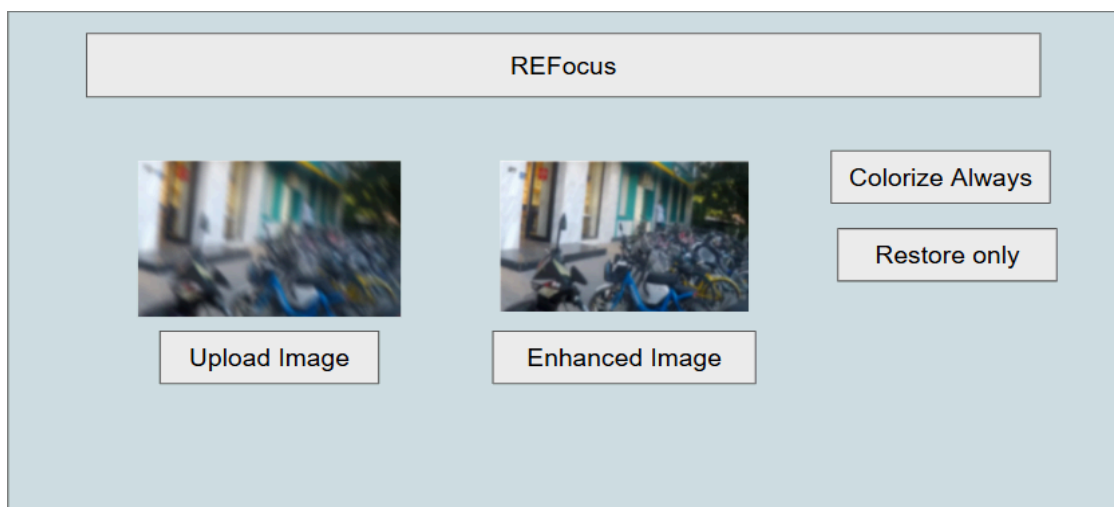 REFocus
Colorize Always
Restore only
Upload Image
Enhanced Image